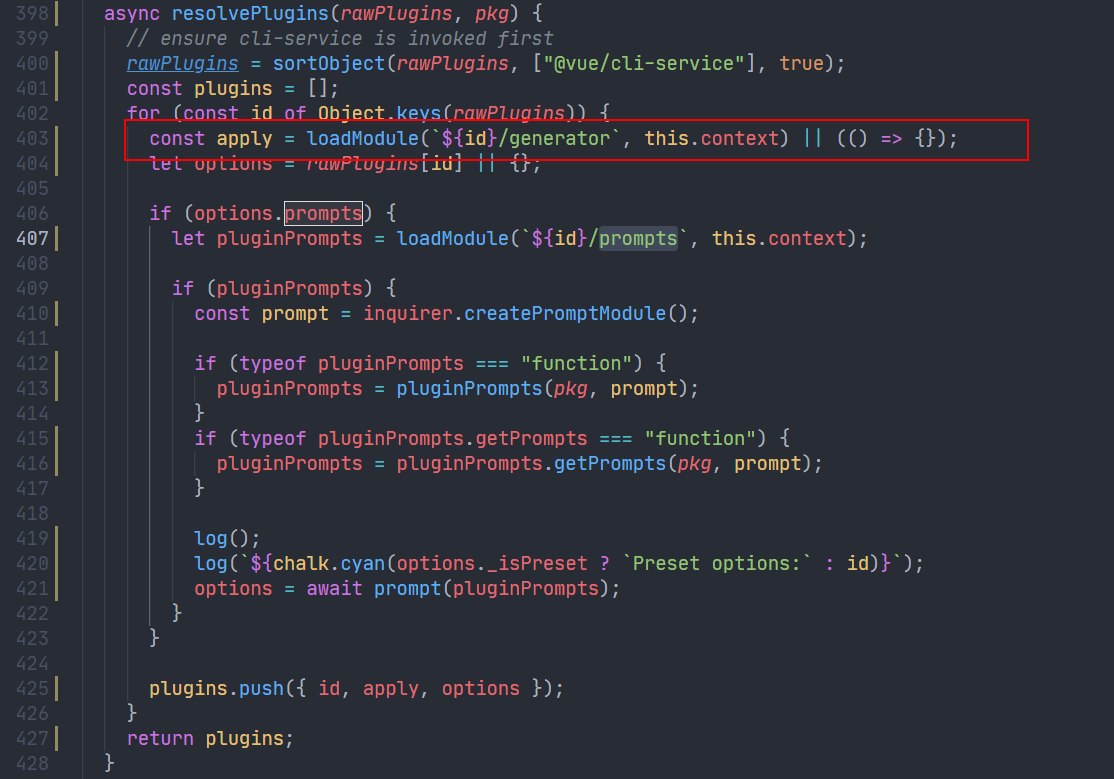 398 async resolvePlugins(rawPlugins, pkg) {
399 // ensure cli-service is invoked first
400 rawPlugins = sortObject(rawPlugins, ["@vue/cli-service"], true);
401 const plugins = [];
402 for (const id of Object.keys(rawPlugins)) {
403 const apply = loadModule(`${id}/generator`, this.context) || (() => {});
404 let options = rawPlugins[id] || {};
405
406 if (options.prompts) {
407 let pluginPrompts = loadModule(`${id}/prompts`, this.context);
408
409 if (pluginPrompts) {
410 const prompt = inquirer.createPromptModule();
411
412 if (typeof pluginPrompts === "function") {
413 pluginPrompts = pluginPrompts(pkg, prompt);
414 }
415 if (typeof pluginPrompts.getPrompts === "function") {
416 pluginPrompts = pluginPrompts.getPrompts(pkg, prompt);
417 }
418
419 log();
420 log(`${chalk.cyan(options._isPreset ? `Preset options:` : id)}`);
421 options = await prompt(pluginPrompts);
422 }
423 }
424
425 plugins.push({ id, apply, options });
426 }
427 return plugins;
428 }